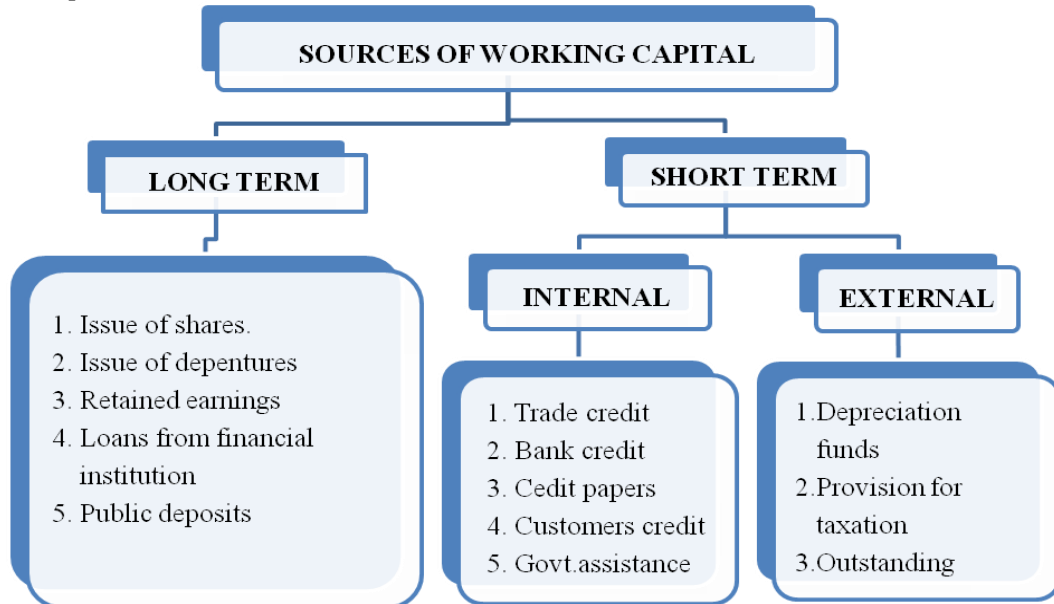 SOURCES OF WORKING CAPITAL
LONG TERM
SHORT TERM
INTERNAL
EXTERNAL
1. Issue of shares.
2. Issue of depentures
3. Retained earnings
4. Loans from financial
institution
5. Public deposits
1. Trade credit
2. Bank credit
3. Cedit papers
4. Customers credit
5. Govt.assistance
1.Depreciation
funds
2.Provision for
taxation
3.Outstanding